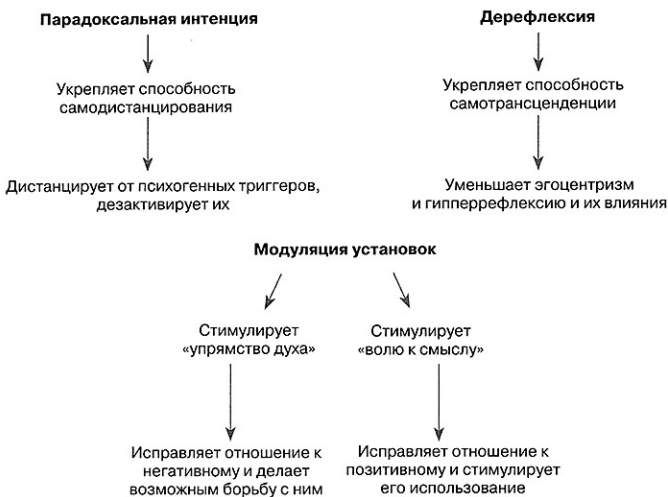 Парадоксальная интенция
Укрепляет способность
самодистанцирования
Дистанцирует от психогенных триггеров,
дезактивирует их
Дерефлексия
Укрепляет способность
самотрансценденции
Уменьшает эгоцентризм
и гипперрефлексию и их влияния
Модуляция установок
Стимулирует
«упрямство духа»
Исправляет отношение к
негативному и делает
возможным борьбу с ним
Стимулирует
«волю к смыслу»
Исправляет отношение к
позитивному и стимулирует
его использование